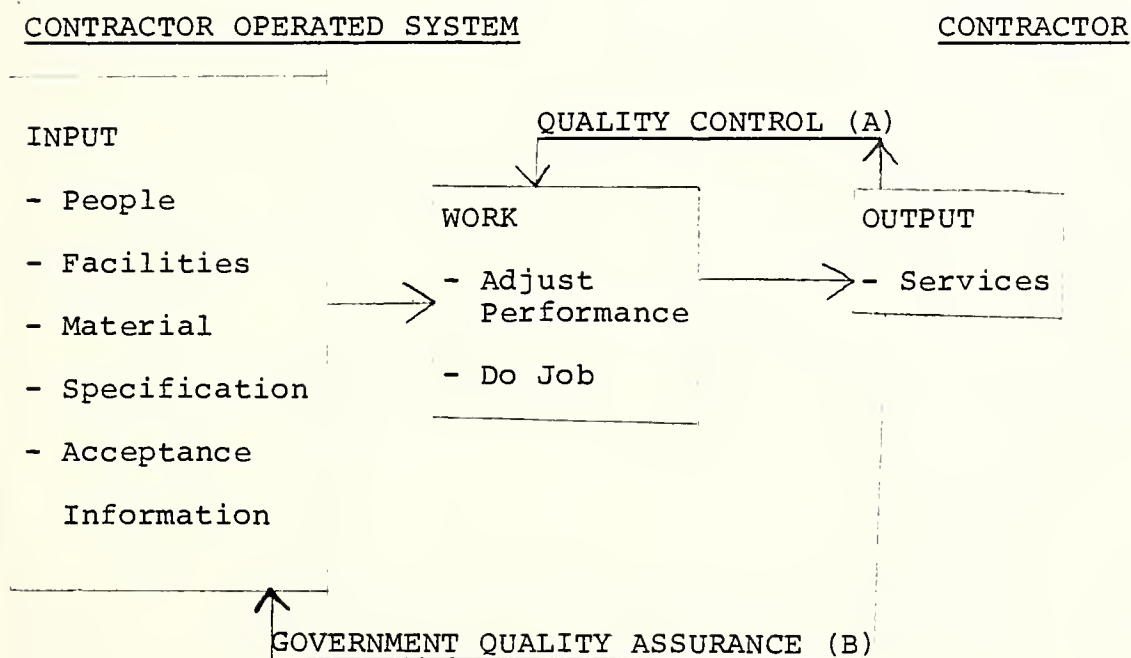 CONTRACTOR OPERATED SYSTEM
CONTRACTOR
INPUT
- People
- Facilities
- Material
- Specification
- Acceptance
Information
QUALITY CONTROL (A)
WORK
- Adjust
Performance
- Do Job
OUTPUT
- Services
GOVERNMENT QUALITY ASSURANCE (B)